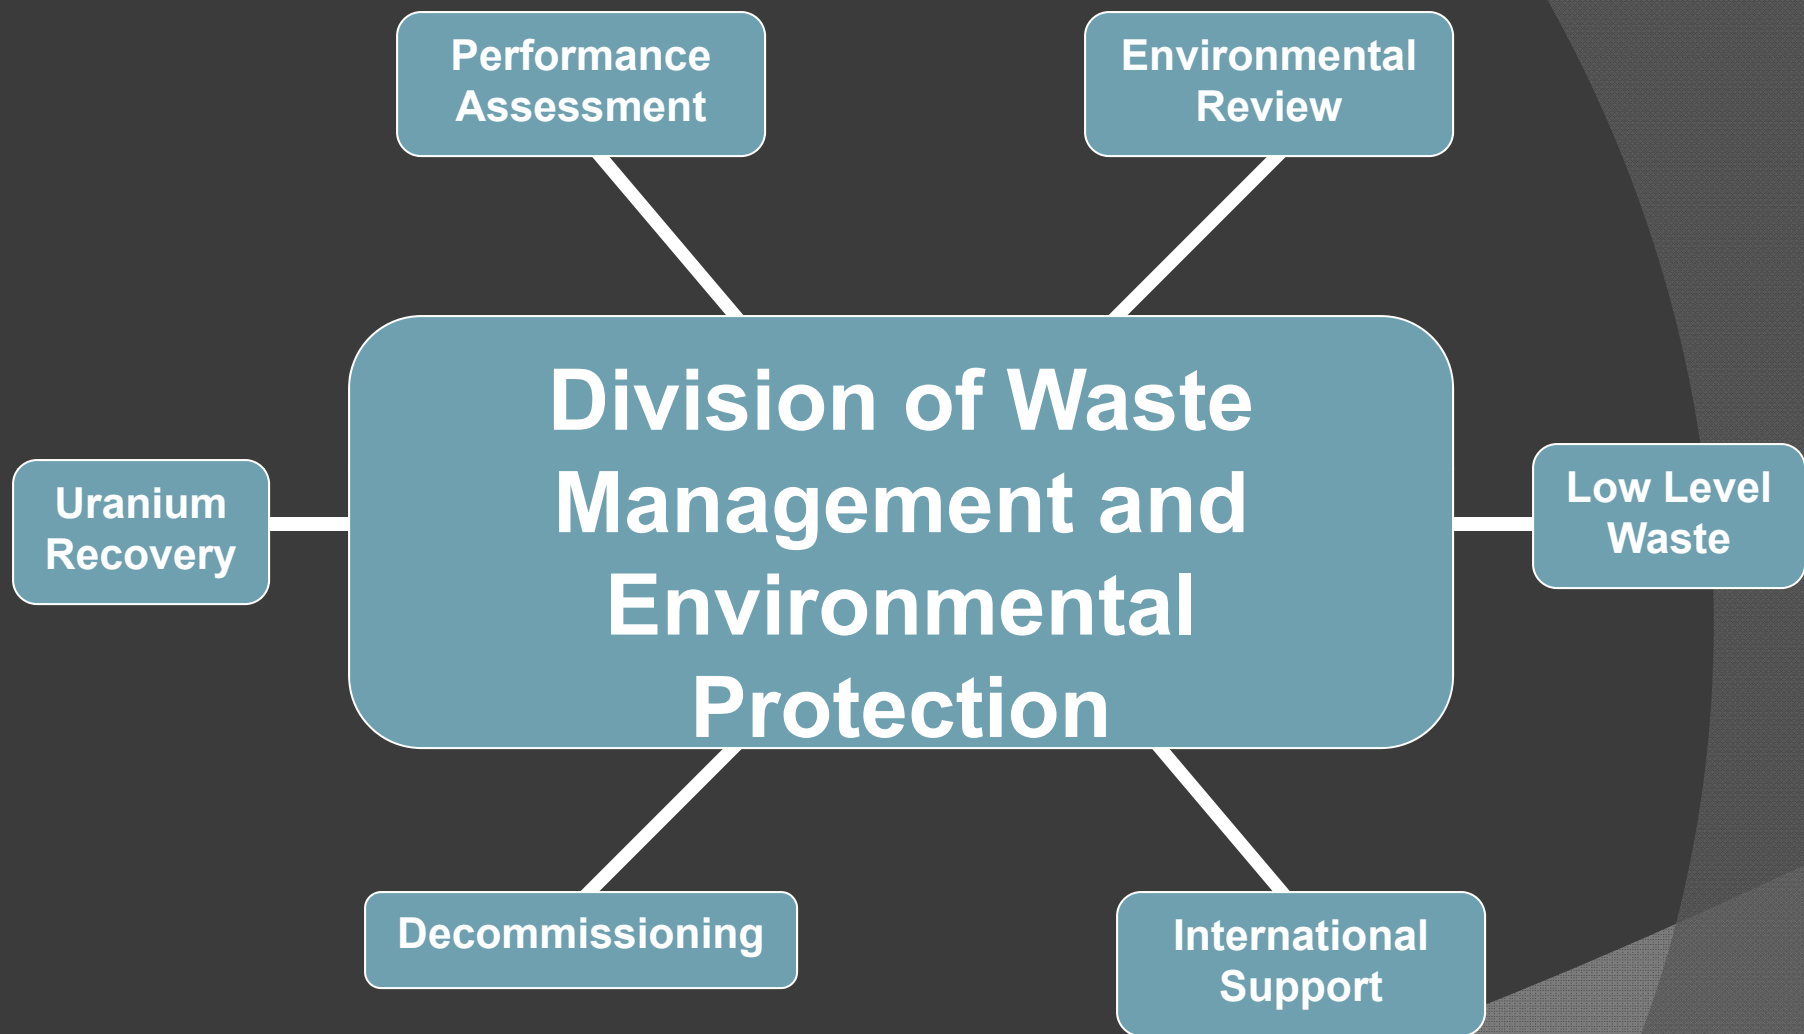 Performance
Assessment
Environmental
Review
Division of Waste
Management and
Environmental
Protection
Uranium
Recovery
Low Level
Waste
Decommissioning
International
Support